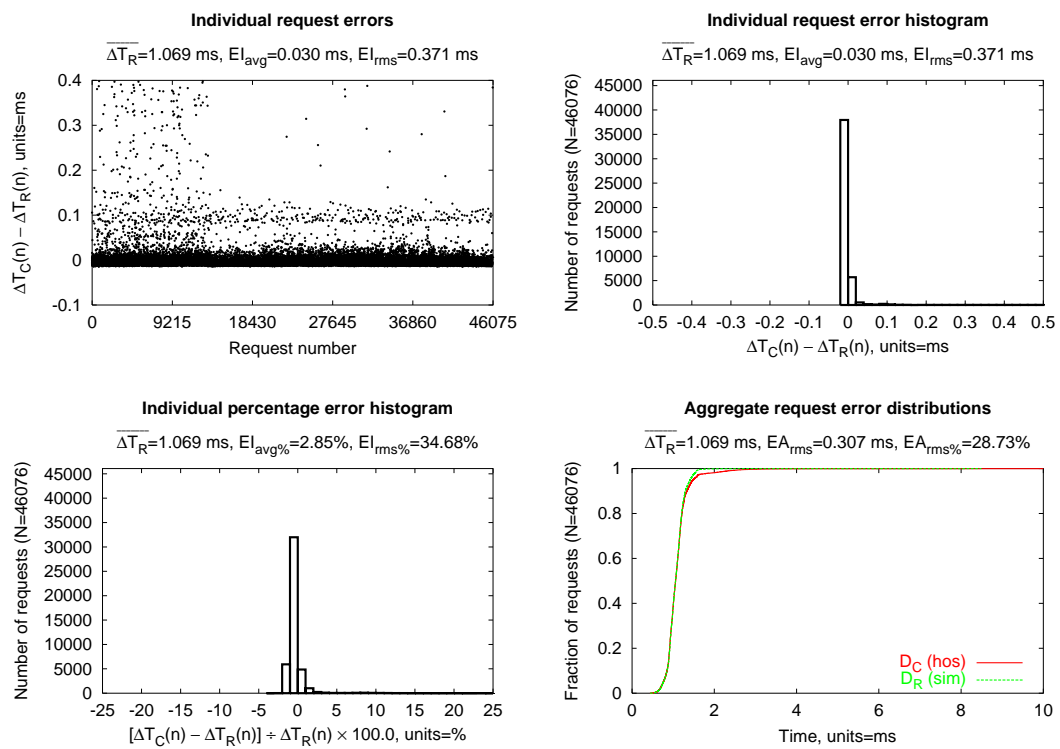 Individual request errors
ΔT_R=1.069 ms, EI_avg=0.030 ms, EI_rms=0.371 ms
ΔT_C(n) − ΔT_R(n), units=ms
0.4
0.3
0.2
0.1
0
-0.1
0 9215 18430 27645 36860 46075
Request number
Individual request error histogram
ΔT_R=1.069 ms, EI_avg=0.030 ms, EI_rms=0.371 ms
Number of requests (N=46076)
45000
40000
35000
30000
25000
20000
15000
10000
5000
0
-0.5 -0.4 -0.3 -0.2 -0.1 0 0.1 0.2 0.3 0.4 0.5
ΔT_C(n) − ΔT_R(n), units=ms
Individual percentage error histogram
ΔT_R=1.069 ms, EI_avg%=2.85%, EI_rms%=34.68%
Number of requests (N=46076)
45000
40000
35000
30000
25000
20000
15000
10000
5000
0
-25 -20 -15 -10 -5 0 5 10 15 20 25
[ΔT_C(n) − ΔT_R(n)] ÷ ΔT_R(n) × 100.0, units=%
Aggregate request error distributions
ΔT_R=1.069 ms, EA_rms=0.307 ms, EA_rms%=28.73%
Fraction of requests (N=46076)
1
0.8
0.6
0.4
0.2
0
D_C (hos)
D_R (sim)
0 2 4 6 8 10
Time, units=ms